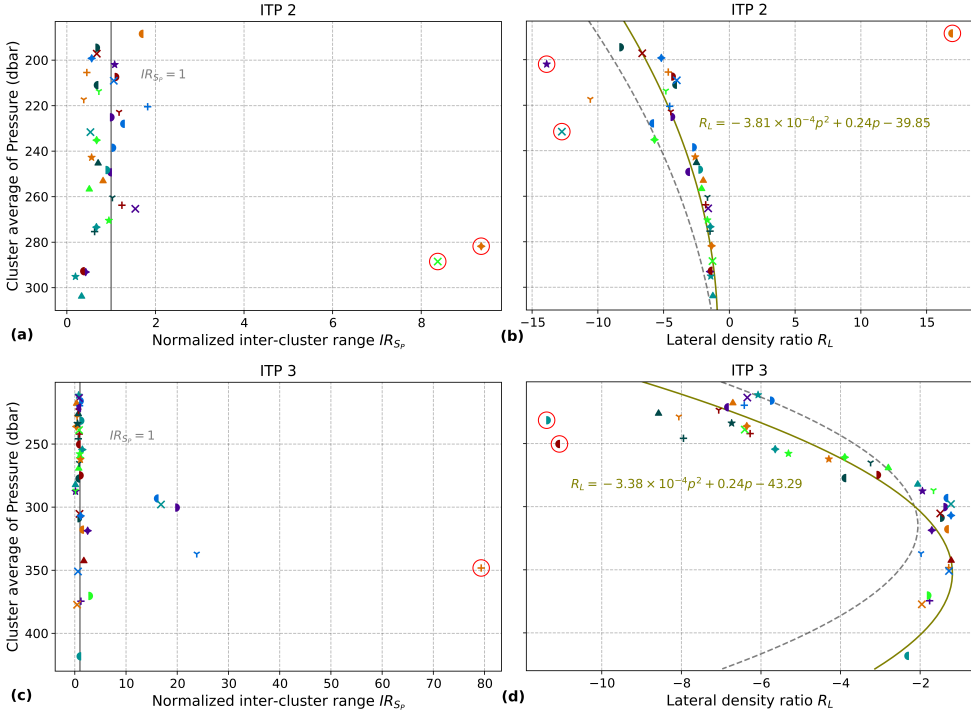 ITP 2
ITP 2
Cluster average of Pressure (dbar)
200
220
240
260
280
300
$IR_{S_P} = 1$
0
2
4
6
8
Normalized inter-cluster range $IR_{S_P}$
(a)
$R_L = -3.81 \times 10^{-4}p^2 + 0.24p - 39.85$
−15
−10
−5
0
5
10
15
Lateral density ratio $R_L$
(b)
ITP 3
ITP 3
Cluster average of Pressure (dbar)
250
300
350
400
$IR_{S_P} = 1$
0
10
20
30
40
50
60
70
80
Normalized inter-cluster range $IR_{S_P}$
(c)
$R_L = -3.38 \times 10^{-4}p^2 + 0.24p - 43.29$
−10
−8
−6
−4
−2
Lateral density ratio $R_L$
(d)